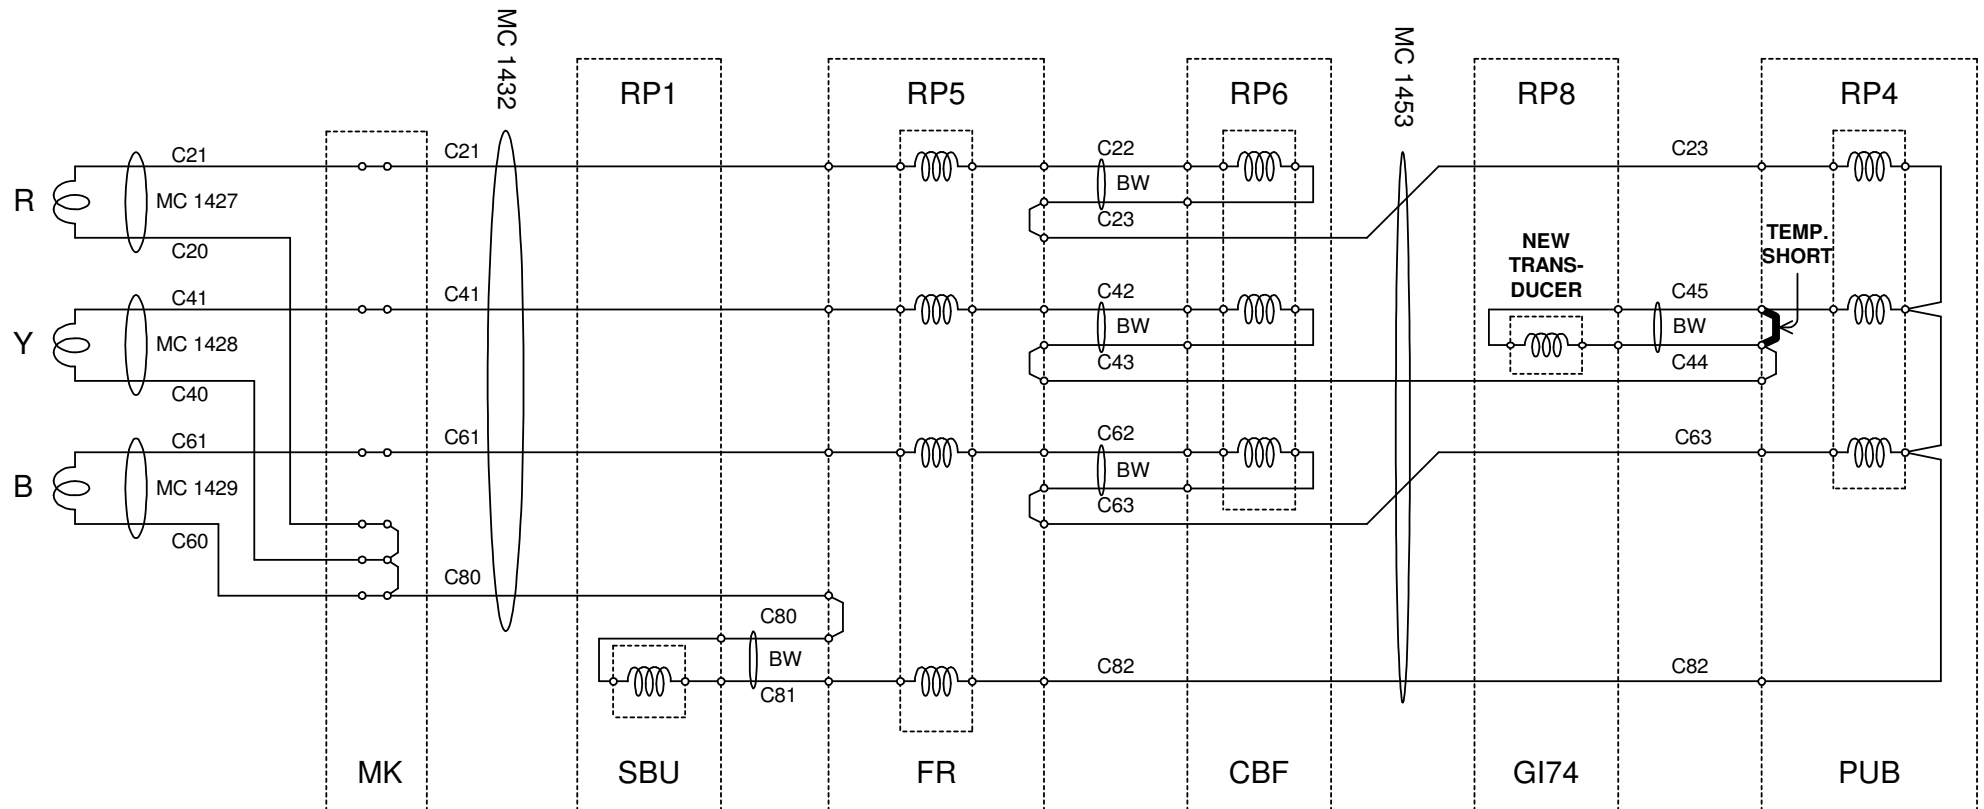 MC 1432
MC 1453
RP1
RP5
RP6
RP8
RP4
C21
C21
C22
C23
R
MC 1427
BW
C20
C23
NEW
TRANS-
DUCER
TEMP.
SHORT
C41
C41
C42
C45
Y
MC 1428
BW
BW
C40
C43
C44
C61
C61
C62
C63
B
MC 1429
BW
C60
C63
C80
C80
BW
C81
C82
C82
MK
SBU
FR
CBF
GI74
PUB